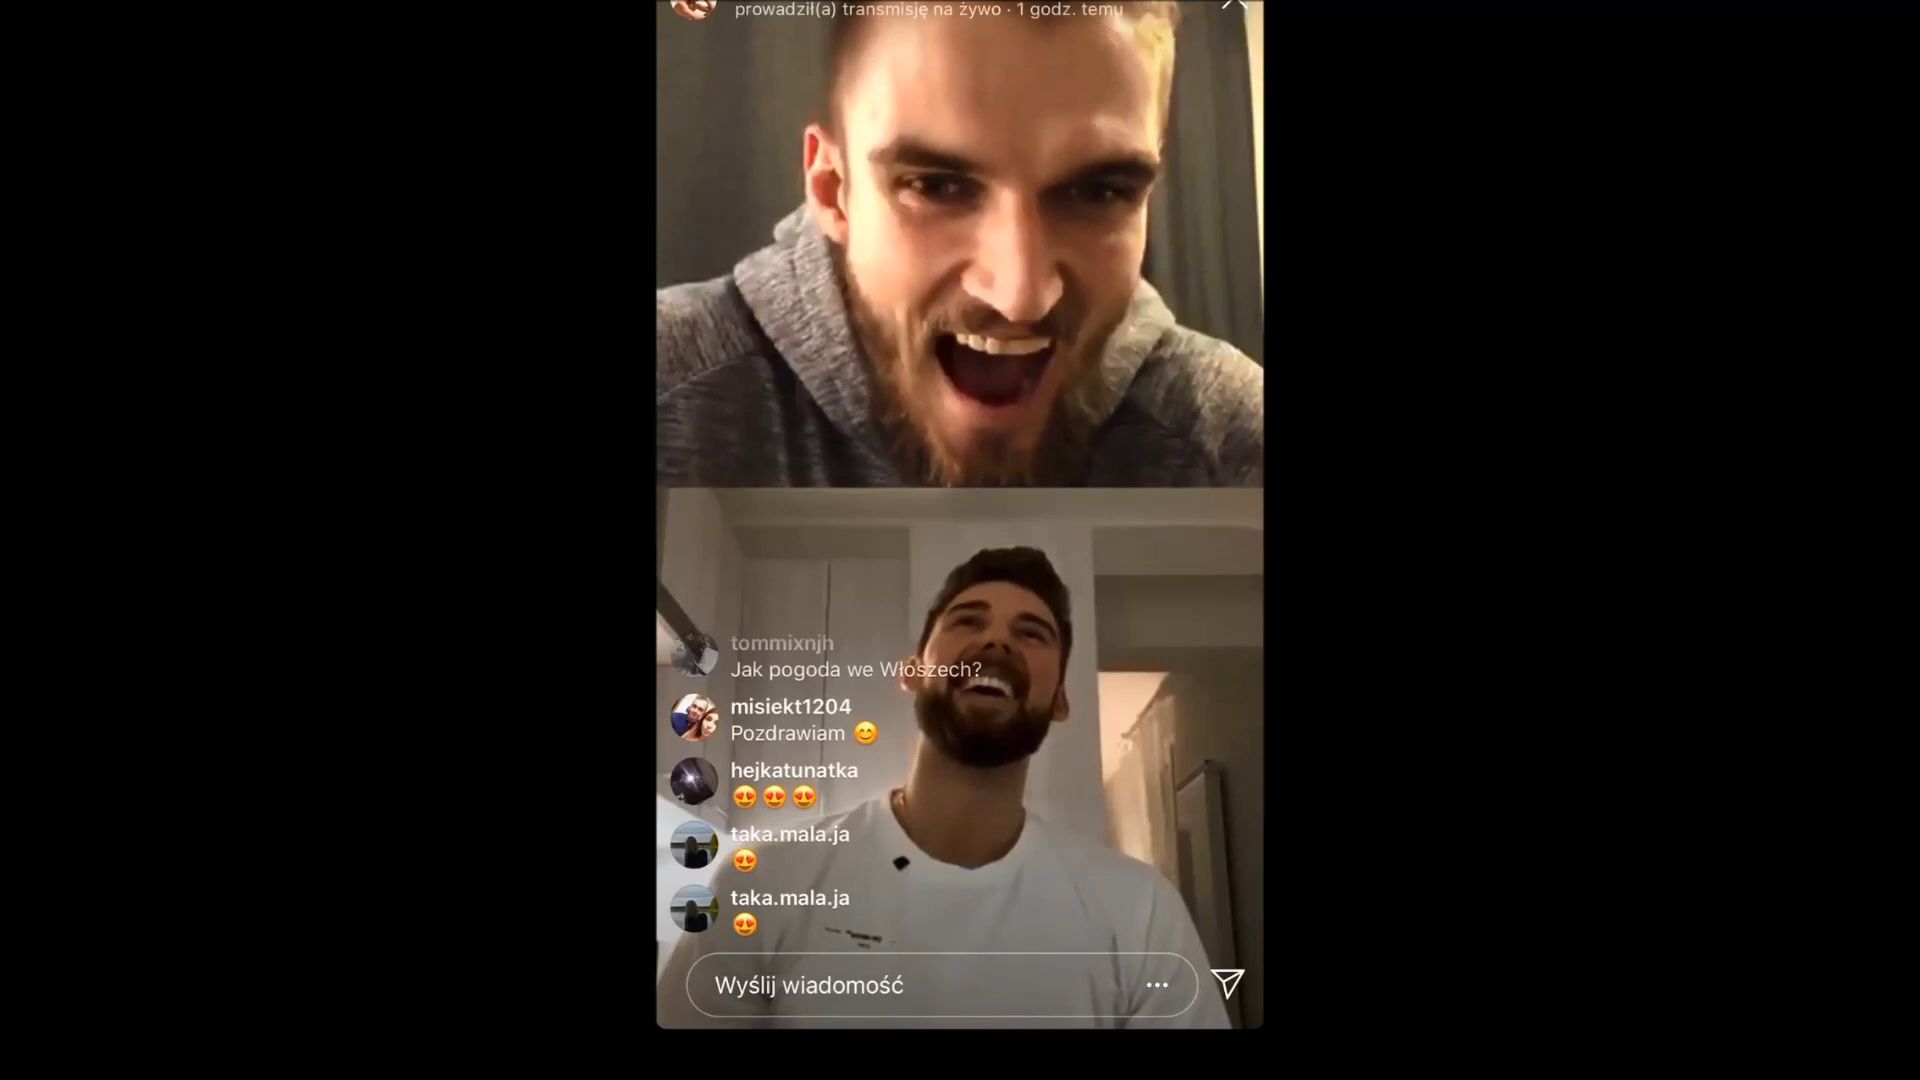 prowadził(a) transmisję na żywo · 1 godz. temu
tommixnjh
Jak pogoda we Włoszech?
misiekt1204
Pozdrawiam 😊
hejkatunatka
😍😍😍
taka.mala.ja
😍
taka.mala.ja
😍
Wyślij wiadomość